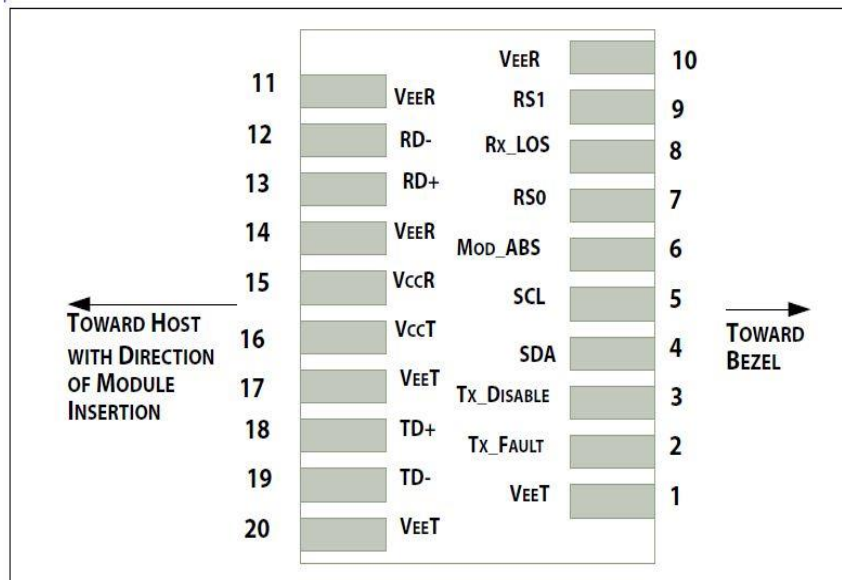 VEER 10
11 VEER RS1 9
12 RD- RX_LOS 8
13 RD+ RS0 7
14 VEER MOD_ABS 6
15 VCCR SCL 5
16 VCCT SDA 4
17 VEET TX_DISABLE 3
18 TD+ TX_FAULT 2
19 TD- VEET 1
20 VEET
TOWARD HOST
WITH DIRECTION
OF MODULE
INSERTION
TOWARD
BEZEL